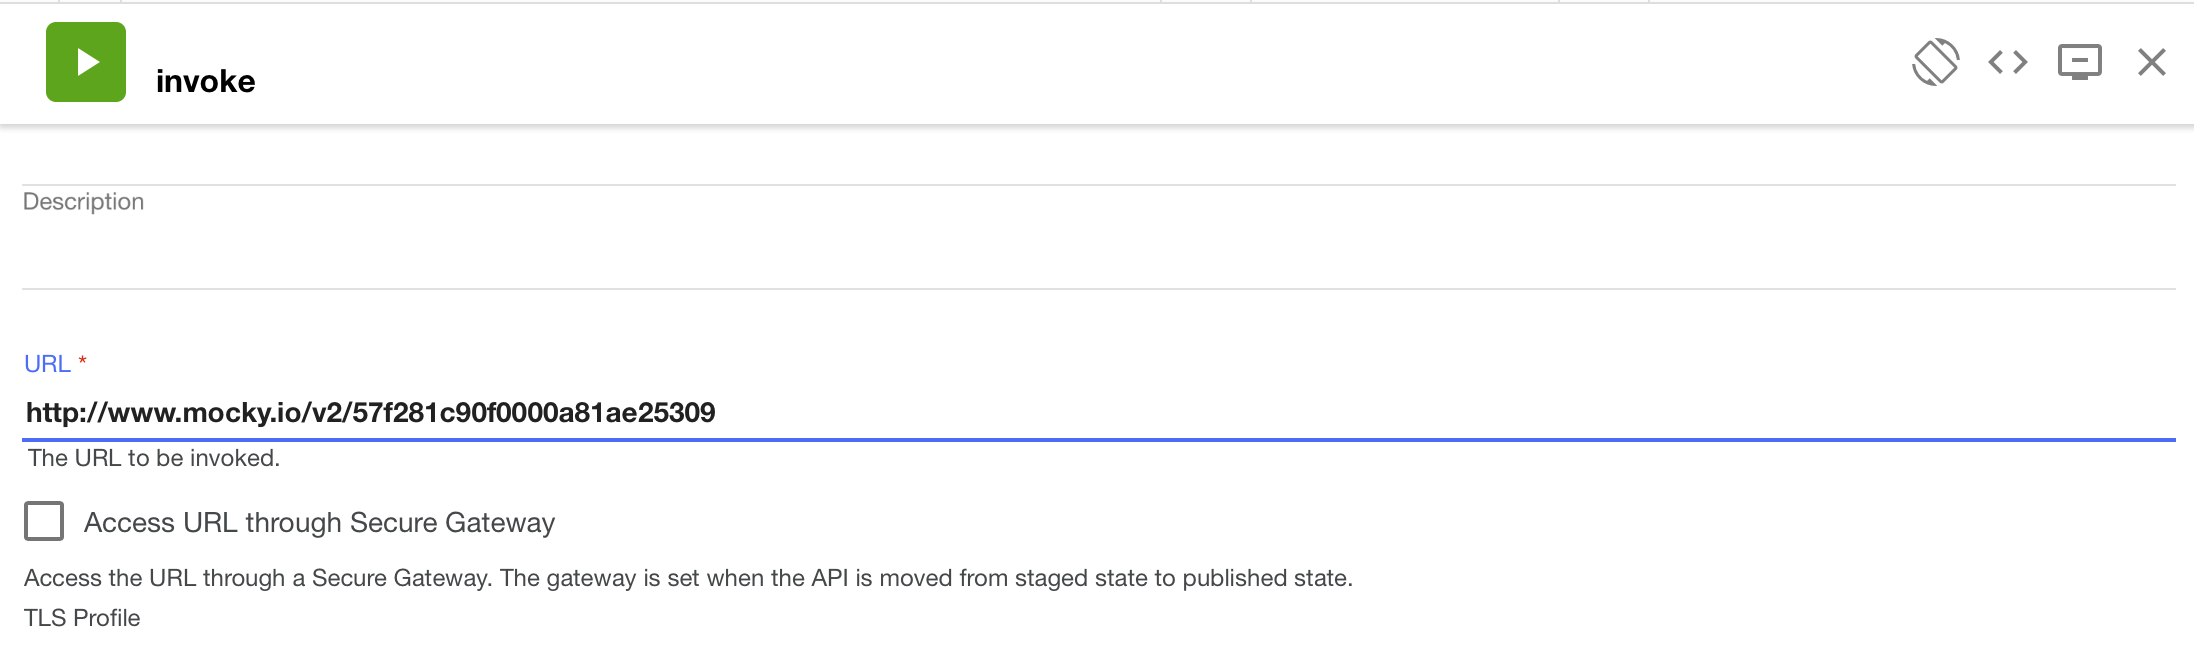 invoke
Description
URL *
http://www.mocky.io/v2/57f281c90f0000a81ae25309
The URL to be invoked.
Access URL through Secure Gateway
Access the URL through a Secure Gateway. The gateway is set when the API is moved from staged state to published state.
TLS Profile